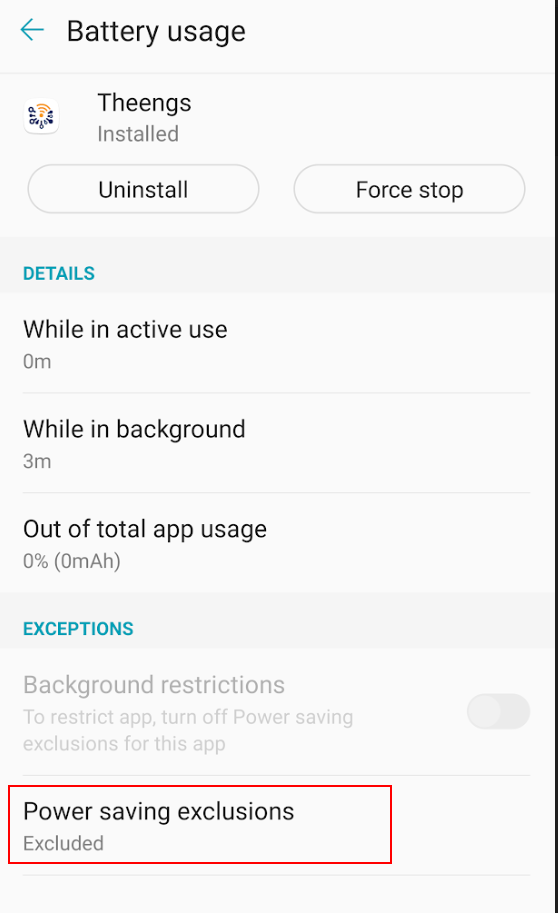 Battery usage
Theengs
Installed
Uninstall
Force stop
DETAILS
While in active use
0m
While in background
3m
Out of total app usage
0% (0mAh)
EXCEPTIONS
Background restrictions
To restrict app, turn off Power saving
exclusions for this app
Power saving exclusions
Excluded